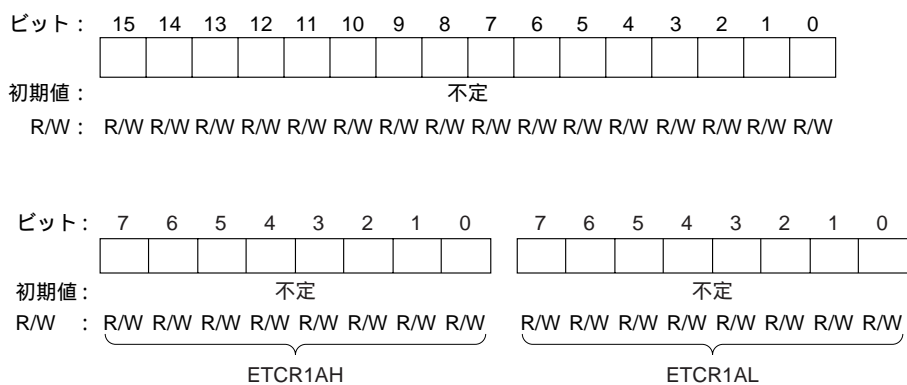 ビット： 15 14 13 12 11 10 9 8 7 6 5 4 3 2 1 0
初期値： 不定
R/W： R/W R/W R/W R/W R/W R/W R/W R/W R/W R/W R/W R/W R/W R/W R/W R/W
ビット： 7 6 5 4 3 2 1 0 7 6 5 4 3 2 1 0
初期値： 不定 不定
R/W ： R/W R/W R/W R/W R/W R/W R/W R/W R/W R/W R/W R/W R/W R/W R/W R/W
ETCR1AH ETCR1AL